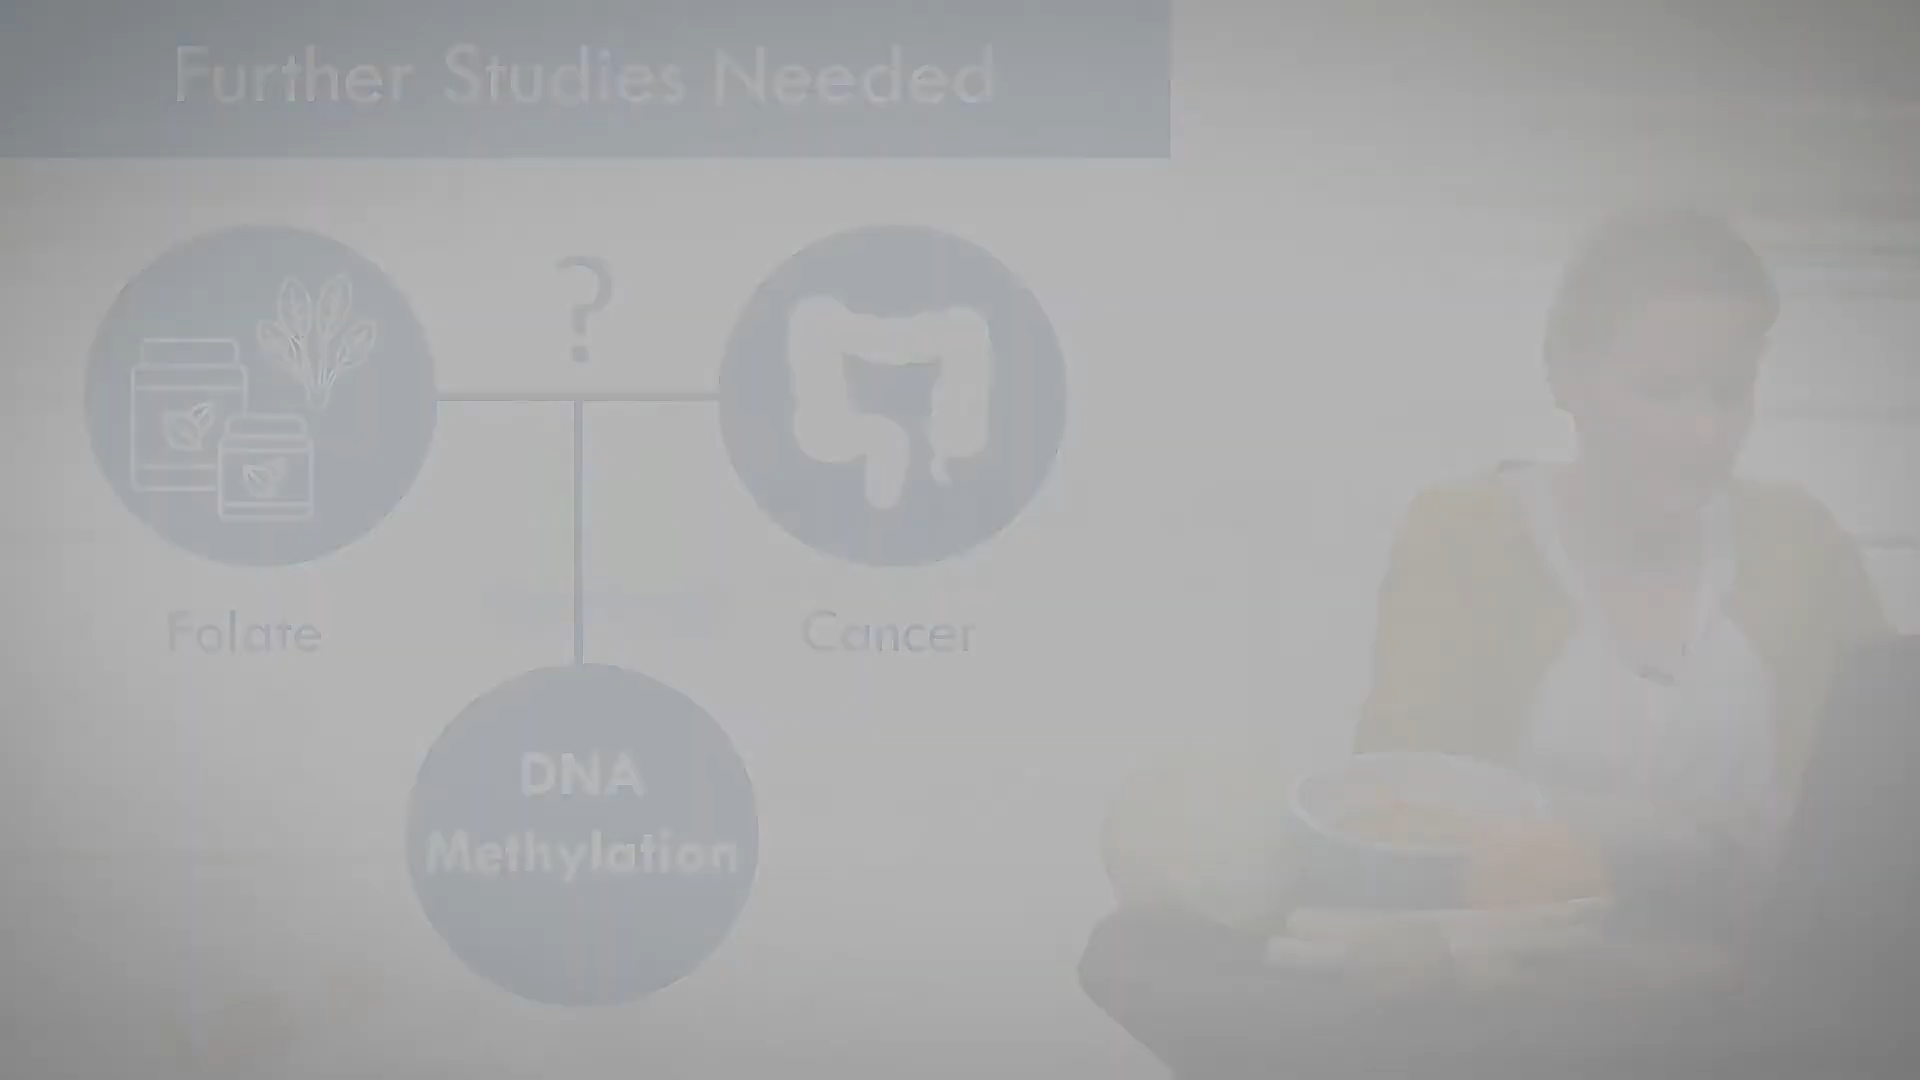 Further Studies Needed
?
Folate
Cancer
DNA
Methylation